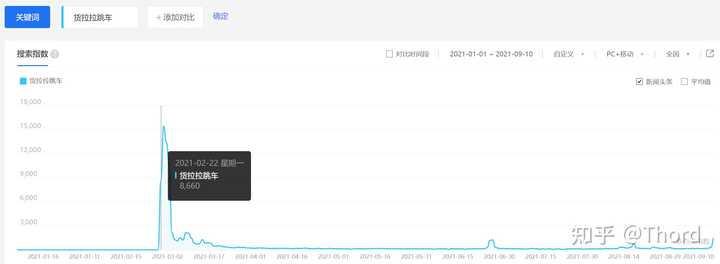 关键词 货拉拉跳车 + 添加对比 确定
搜索指数 ? 对比时间段 2021-01-01 ~ 2021-09-10 自定义 PC+移动 全国
货拉拉跳车 新闻头条 平均值
18,000
15,000
12,000
9,000
6,000
3,000
2021-02-22 星期一
货拉拉跳车
8,660
知乎 @Thord
2021-01-16 2021-02-15 2021-03-02 2021-03-17 2021-04-01 2021-04-16 2021-05-01 2021-05-16 2021-05-31 2021-06-15 2021-06-30 2021-07-15 2021-07-30 2021-08-14 2021-08-29 2021-09-10